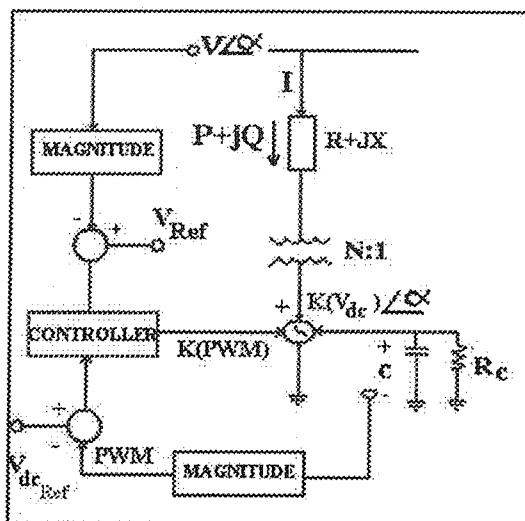 V∠α
I
P+jQ
R+JX
MAGNITUDE
-
+
V Ref
N:1
+
K(V dc)∠α
CONTROLLER
K(PWM)
+
C
R C
-
+
-
V dc Ref
PWM
MAGNITUDE